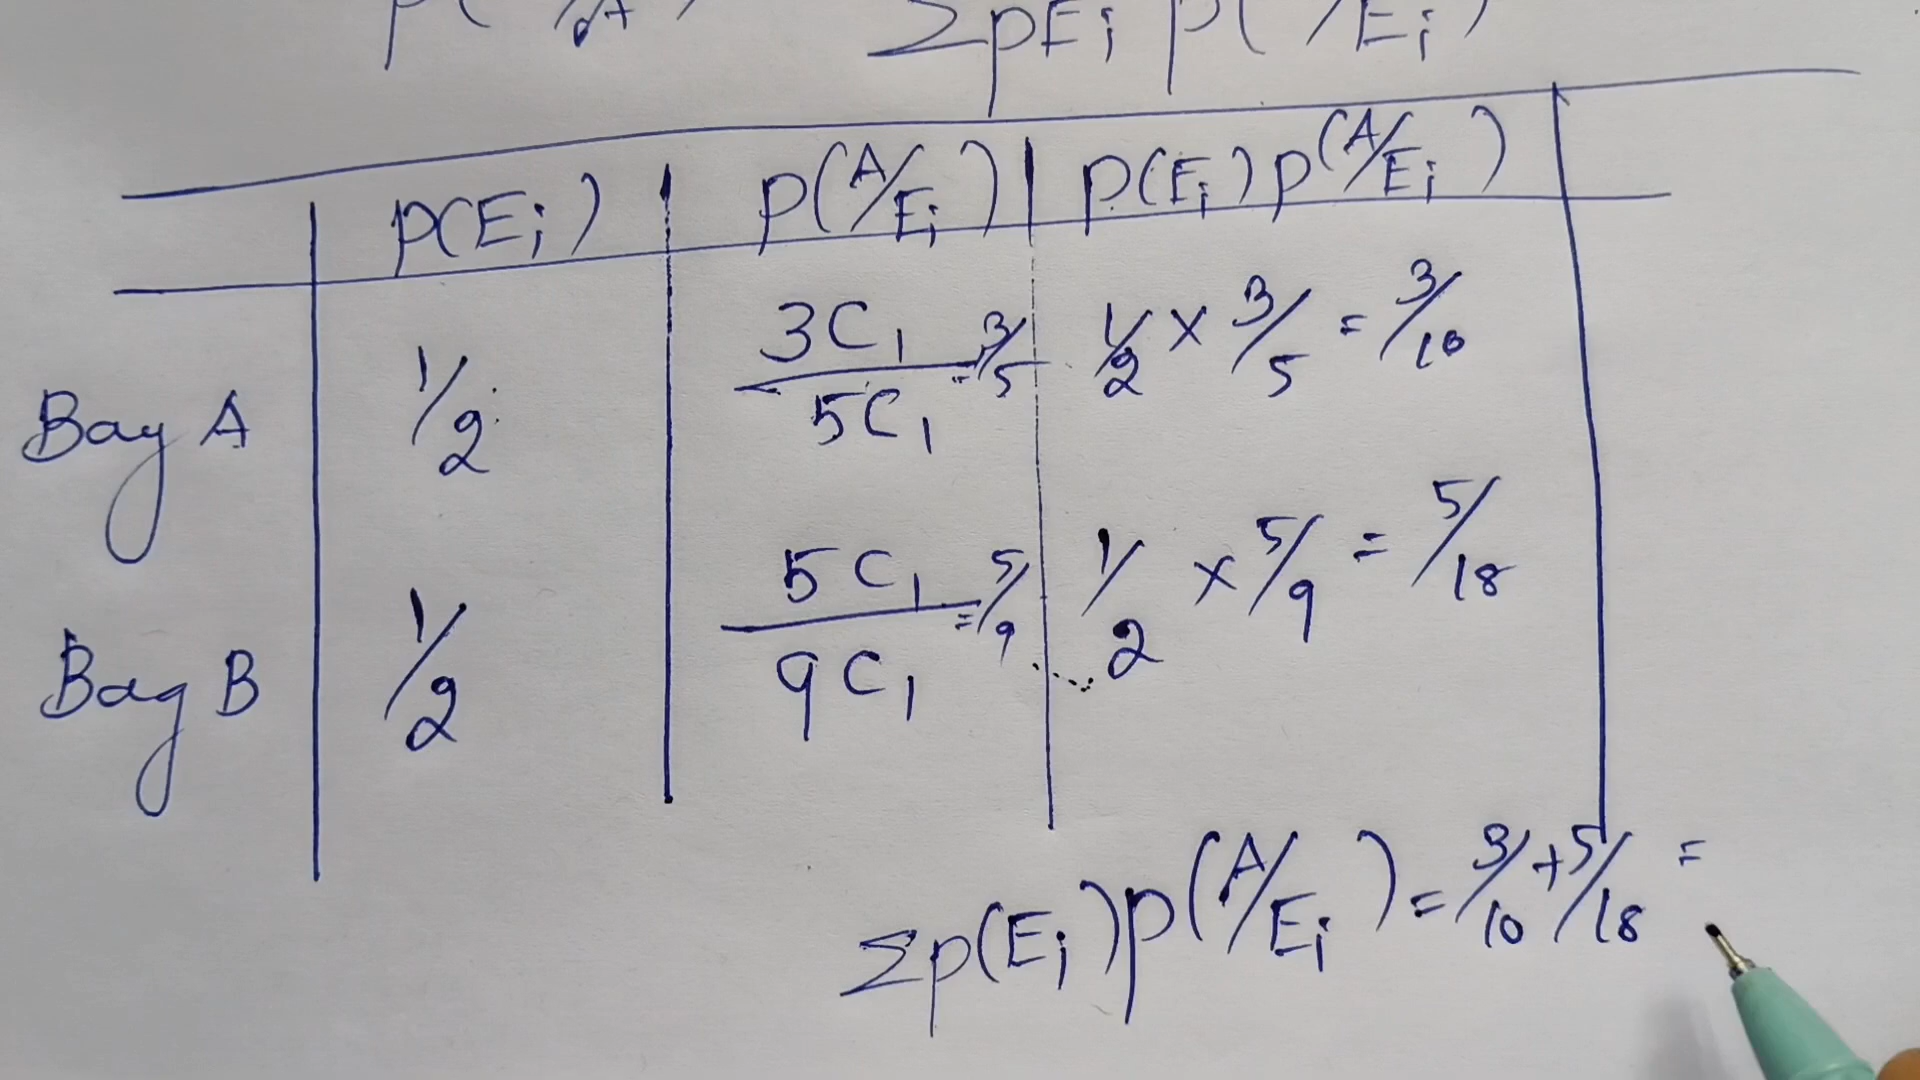 ΣpEi p( /Ei)
P(Ei) P(A/Ei) P(Ei)P(A/Ei)
Bag A 1/2 3C1/5C1 =3/5 1/2 × 3/5 = 3/10
Bag B 1/2 5C1/9C1 =5/9 1/2 × 5/9 = 5/18
Σp(Ei)P(A/Ei) = 3/10 + 5/18 =